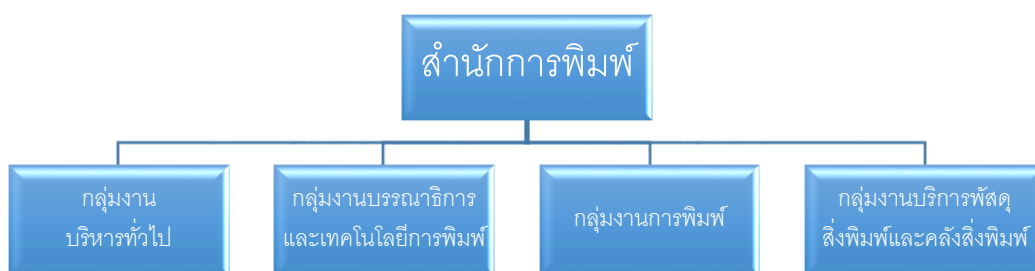 สำนักการพิมพ์
กลุ่มงาน
บริหารทั่วไป
กลุ่มงานบรรณาธิการ
และเทคโนโลยีการพิมพ์
กลุ่มงานการพิมพ์
กลุ่มงานบริการพัสดุ
สิ่งพิมพ์และคลังสิ่งพิมพ์